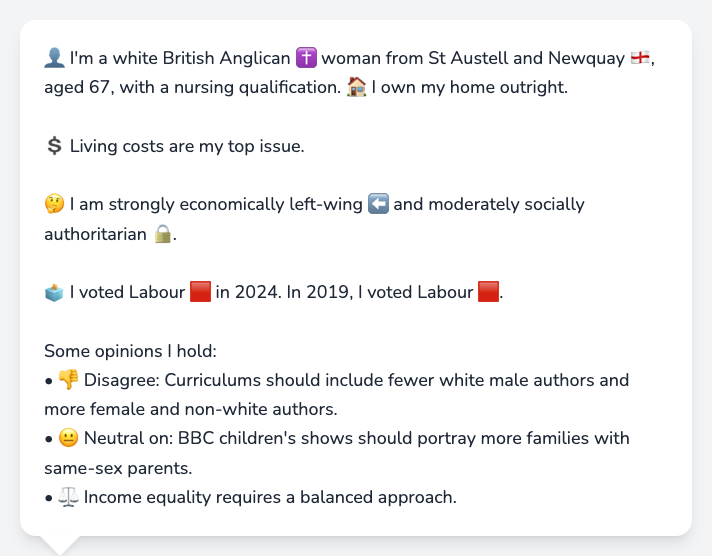 👤 I'm a white British Anglican ✝️ woman from St Austell and Newquay 🏴󠁧󠁢󠁥󠁮󠁧󠁿,
aged 67, with a nursing qualification. 🏠 I own my home outright.
💲 Living costs are my top issue.
🤔 I am strongly economically left-wing ⬅️ and moderately socially
authoritarian 🔒.
🗳️ I voted Labour 🟥 in 2024. In 2019, I voted Labour 🟥.
Some opinions I hold:
• 👎 Disagree: Curriculums should include fewer white male authors and
more female and non-white authors.
• 😐 Neutral on: BBC children's shows should portray more families with
same-sex parents.
• ⚖️ Income equality requires a balanced approach.